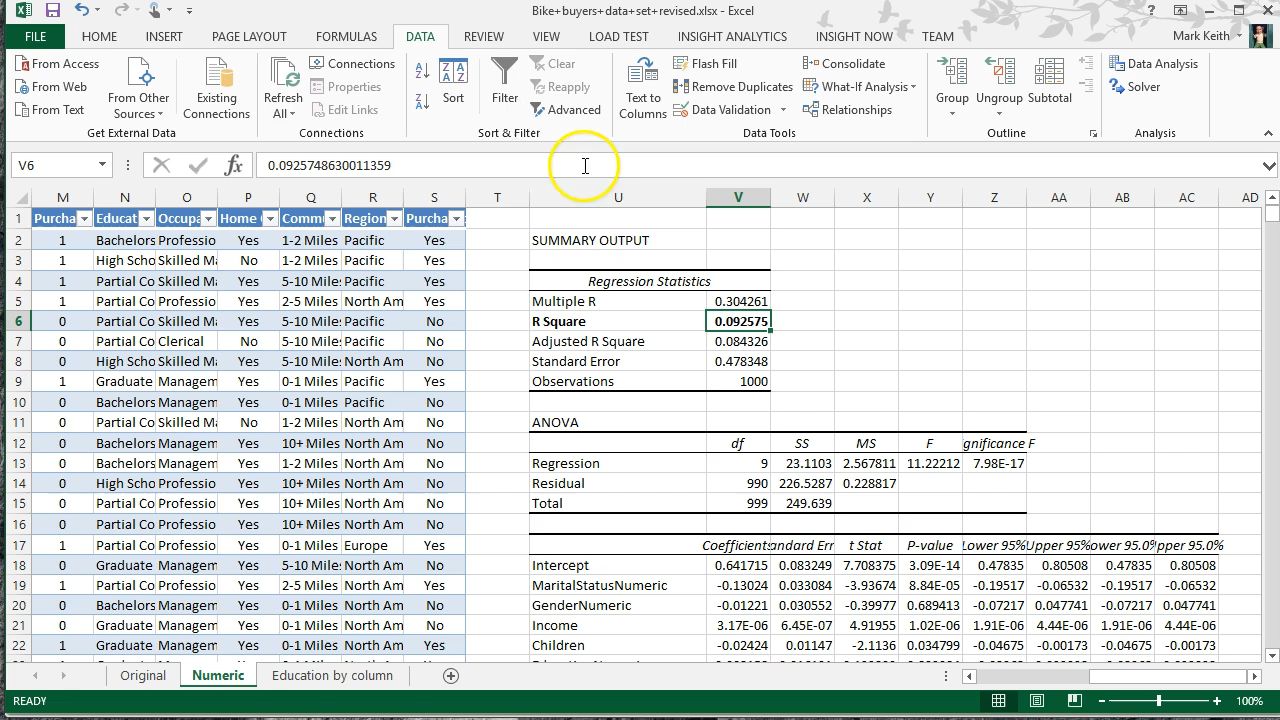 Bike+buyers+data+set+revised.xlsx - Excel
FILE HOME INSERT PAGE LAYOUT FORMULAS DATA REVIEW VIEW LOAD TEST INSIGHT ANALYTICS INSIGHT NOW TEAM Mark Keith
From Access Connections Clear Flash Fill Consolidate Data Analysis
From Web Properties Reapply Remove Duplicates What-If Analysis Solver
From Text Edit Links Advanced Data Validation Relationships
From Other Sources Existing Connections Refresh All Sort Filter Text to Columns Group Ungroup Subtotal
Get External Data Connections Sort & Filter Data Tools Outline Analysis
V6 fx 0.0925748630011359
M N O P Q R S T U V W X Y Z AA AB AC AD
1 Purcha Educat Occupa Home Commu Region Purcha
2 1 Bachelors Professio Yes 1-2 Miles Pacific Yes SUMMARY OUTPUT
3 1 High Scho Skilled Ma No 1-2 Miles Pacific Yes
4 1 Partial Co Skilled Ma Yes 5-10 Mile Pacific Yes Regression Statistics
5 1 Partial Co Professio Yes 2-5 Miles North Am Yes Multiple R 0.304261
6 0 Partial Co Skilled Ma Yes 5-10 Mile Pacific No R Square 0.092575
7 0 Partial Co Clerical No 5-10 Mile Pacific No Adjusted R Square 0.084326
8 0 High Scho Skilled Ma Yes 5-10 Mile North Am No Standard Error 0.478348
9 1 Graduate Managem Yes 0-1 Miles Pacific Yes Observations 1000
10 0 Bachelors Managem Yes 0-1 Miles Pacific No
11 0 Partial Co Skilled Ma No 1-2 Miles North Am No ANOVA
12 0 Bachelors Managem Yes 10+ Miles North Am No df SS MS F gnificance F
13 0 Bachelors Managem Yes 1-2 Miles North Am No Regression 9 23.1103 2.567811 11.22212 7.98E-17
14 0 High Scho Professio Yes 10+ Miles North Am No Residual 990 226.5287 0.228817
15 0 Partial Co Professio Yes 10+ Miles North Am No Total 999 249.639
16 0 Partial Co Professio Yes 10+ Miles North Am No
17 1 Partial Co Professio Yes 0-1 Miles Europe Yes Coefficients andard Err t Stat P-value Lower 95% Upper 95% ower 95.0% pper 95.0%
18 0 Graduate Managem Yes 5-10 Mile North Am No Intercept 0.641715 0.083249 7.708375 3.09E-14 0.47835 0.80508 0.47835 0.80508
19 1 Partial Co Professio Yes 2-5 Miles North Am Yes MaritalStatusNumeric -0.13024 0.033084 -3.93674 8.84E-05 -0.19517 -0.06532 -0.19517 -0.06532
20 0 Bachelors Managem Yes 0-1 Miles North Am No GenderNumeric -0.01221 0.030552 -0.39977 0.689413 -0.07217 0.047741 -0.07217 0.047741
21 0 Graduate Managem Yes 0-1 Miles North Am No Income 3.17E-06 6.45E-07 4.91955 1.02E-06 1.91E-06 4.44E-06 1.91E-06 4.44E-06
22 1 Graduate Managem Yes 0-1 Miles North Am Yes Children -0.02424 0.01147 -2.1136 0.034799 -0.04675 -0.00173 -0.04675 -0.00173
Original Numeric Education by column
READY 100%